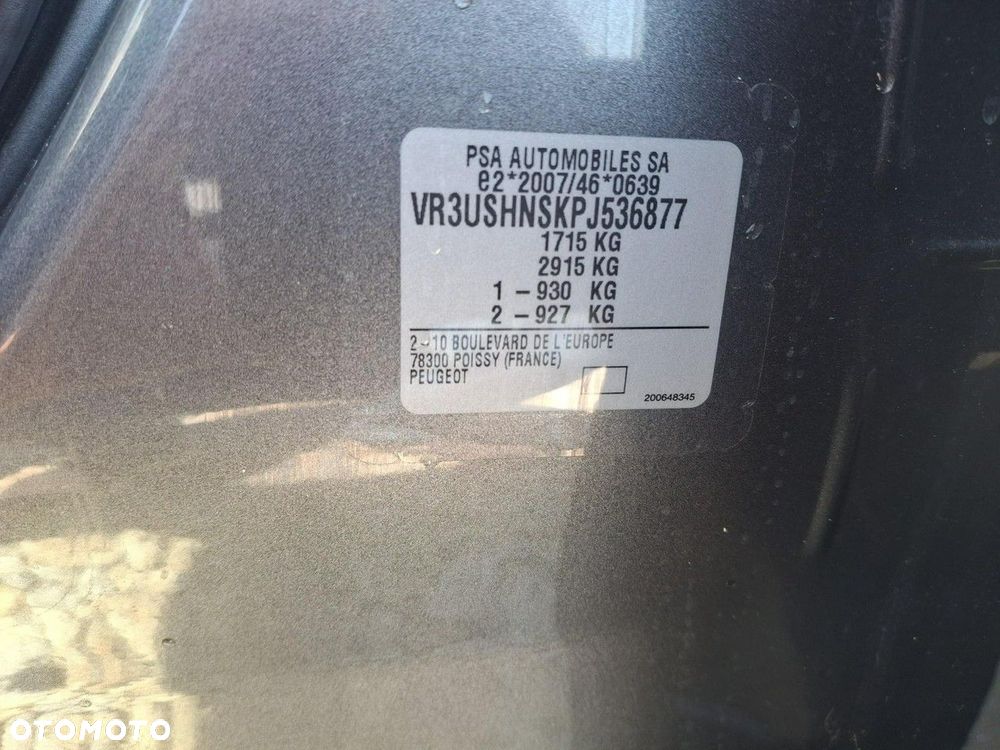 PSA AUTOMOBILES SA
e2*2007/46*0639
VR3USHNSKPJ536877
1715 KG
2915 KG
1 – 930 KG
2 – 927 KG
2 – 10 BOULEVARD DE L'EUROPE
78300 POISSY (FRANCE)
PEUGEOT
200648345
OTOMOTO